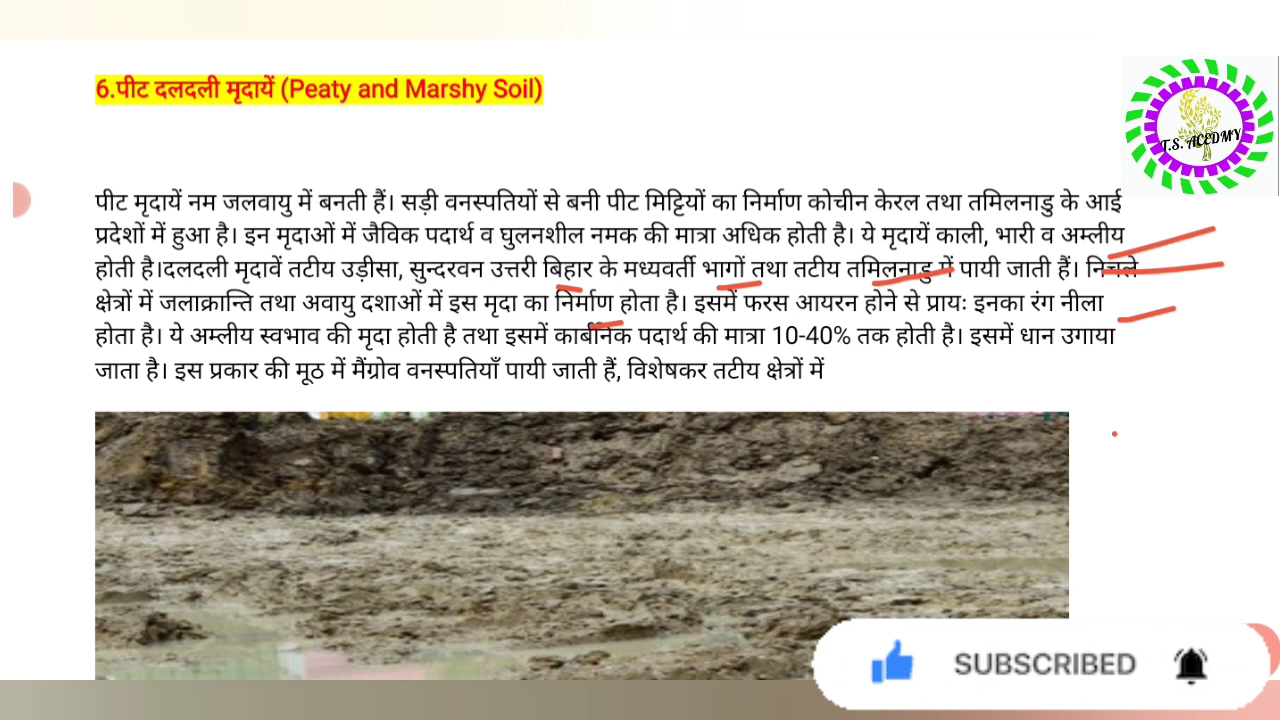 6.पीट दलदली मृदायें (Peaty and Marshy Soil)
T.S. ACEDMY
पीट मृदायें नम जलवायु में बनती हैं। सड़ी वनस्पतियों से बनी पीट मिट्टियों का निर्माण कोचीन केरल तथा तमिलनाडु के आई
प्रदेशों में हुआ है। इन मृदाओं में जैविक पदार्थ व घुलनशील नमक की मात्रा अधिक होती है। ये मृदायें काली, भारी व अम्लीय
होती है।दलदली मृदावें तटीय उड़ीसा, सुन्दरवन उत्तरी बिहार के मध्यवर्ती भागों तथा तटीय तमिलनाडु में पायी जाती हैं। निचले
क्षेत्रों में जलाक्रान्ति तथा अवायु दशाओं में इस मृदा का निर्माण होता है। इसमें फरस आयरन होने से प्रायः इनका रंग नीला
होता है। ये अम्लीय स्वभाव की मृदा होती है तथा इसमें कार्बोनिक पदार्थ की मात्रा 10-40% तक होती है। इसमें धान उगाया
जाता है। इस प्रकार की मूठ में मैंग्रोव वनस्पतियाँ पायी जाती हैं, विशेषकर तटीय क्षेत्रों में
SUBSCRIBED